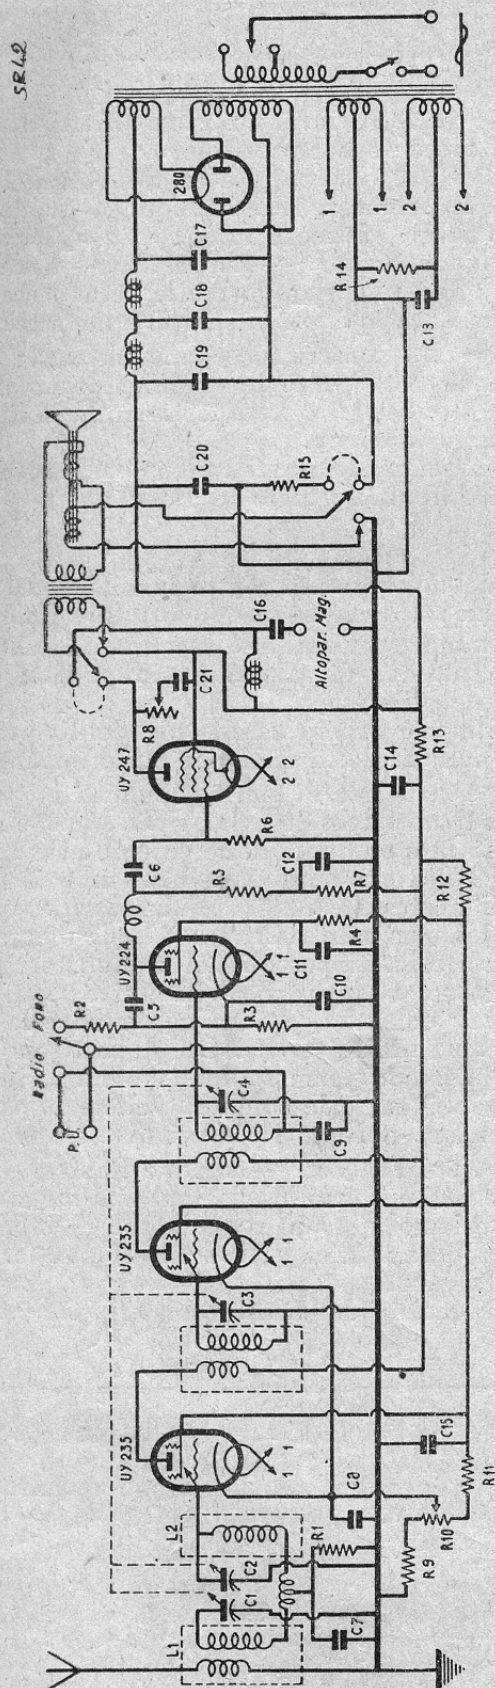 SR42
280
C17
C18
C19
C20
R15
R14
C13
1
1
2
2
C16
Altopar. Mag.
UY 247
R8
C21
2 2
C14
R13
C6
R6
R5
C12
R7
R12
UY 224
C5
1 1
C11
R4
C10
R2
R3
Radio Fono
P.U.
C4
C9
UY 235
1 1
C3
UY 235
1 1
C15
R11
C8
R10
R9
L2
R1
C2
C1
C7
L1